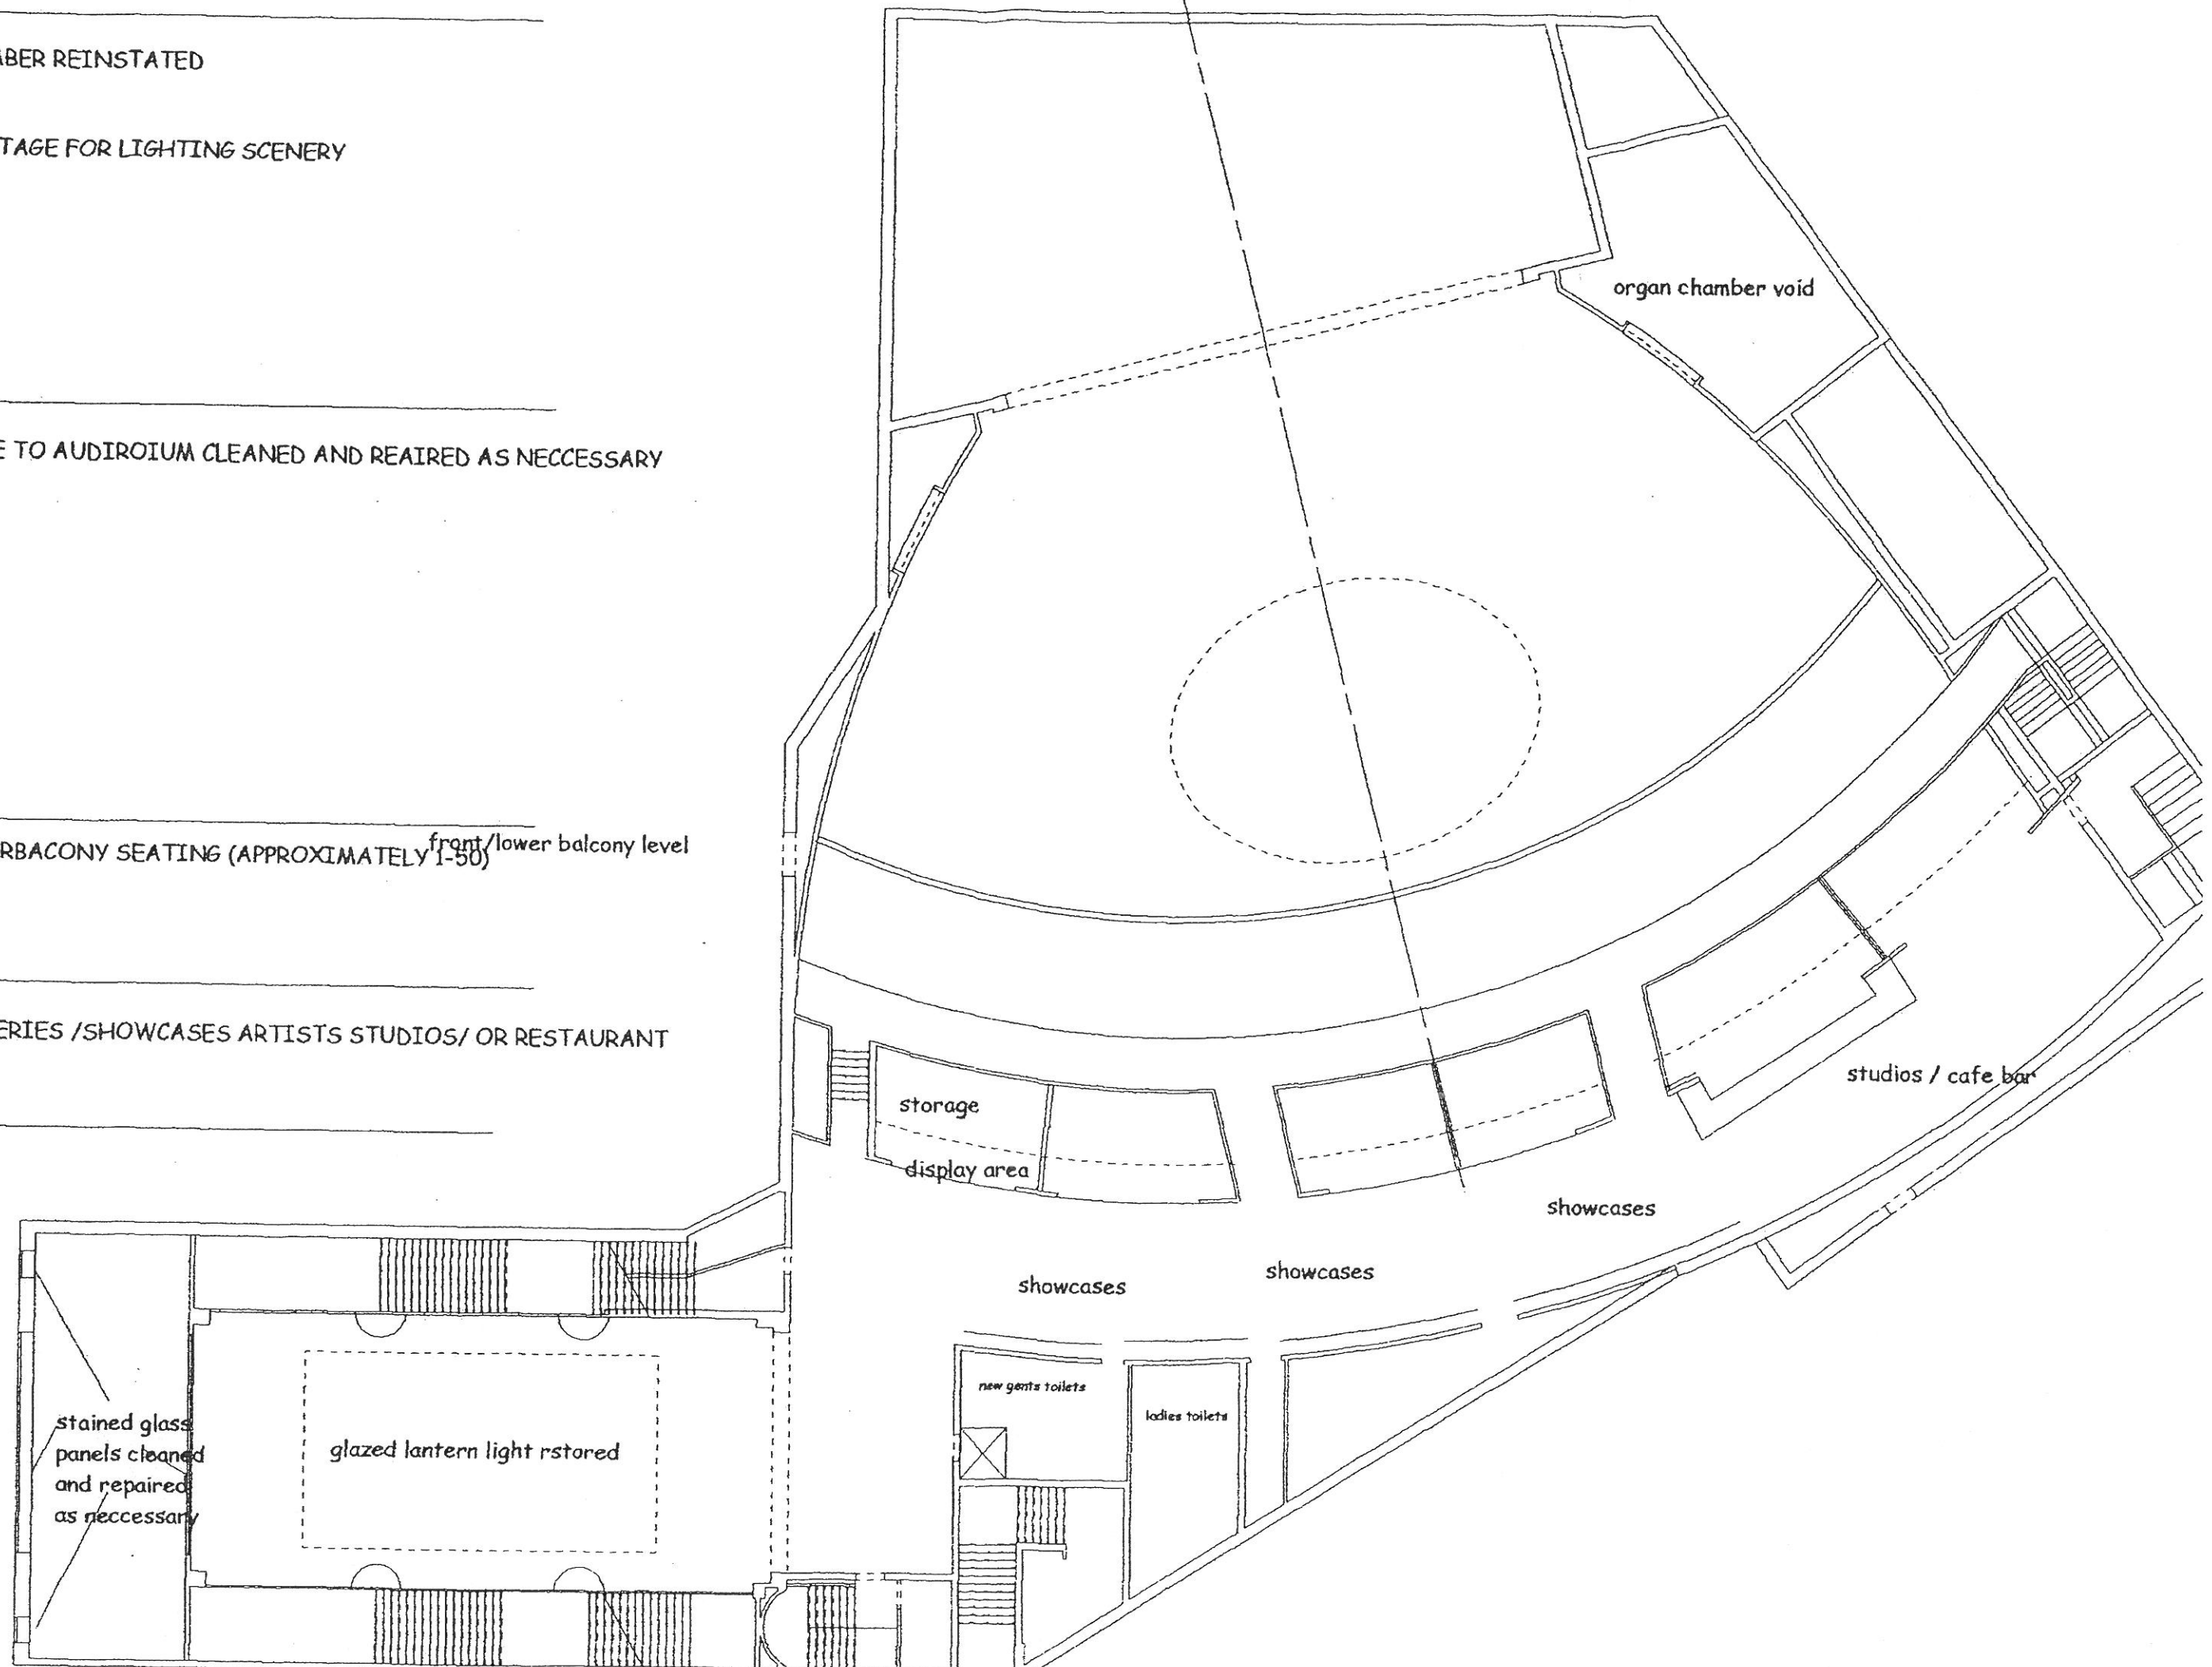 ABER REINSTATED
TAGE FOR LIGHTING SCENERY
E TO AUDIROIUM CLEANED AND REAIRED AS NECCESSARY
RBACONY SEATING (APPROXIMATELY 1-50)
front/lower balcony level
ERIES /SHOWCASES ARTISTS STUDIOS/ OR RESTAURANT
organ chamber void
studios / cafe bar
storage
display area
showcases
showcases
showcases
new gents toilets
ladies toilets
stained glass
panels cleaned
and repaired
as neccessary
glazed lantern light rstored